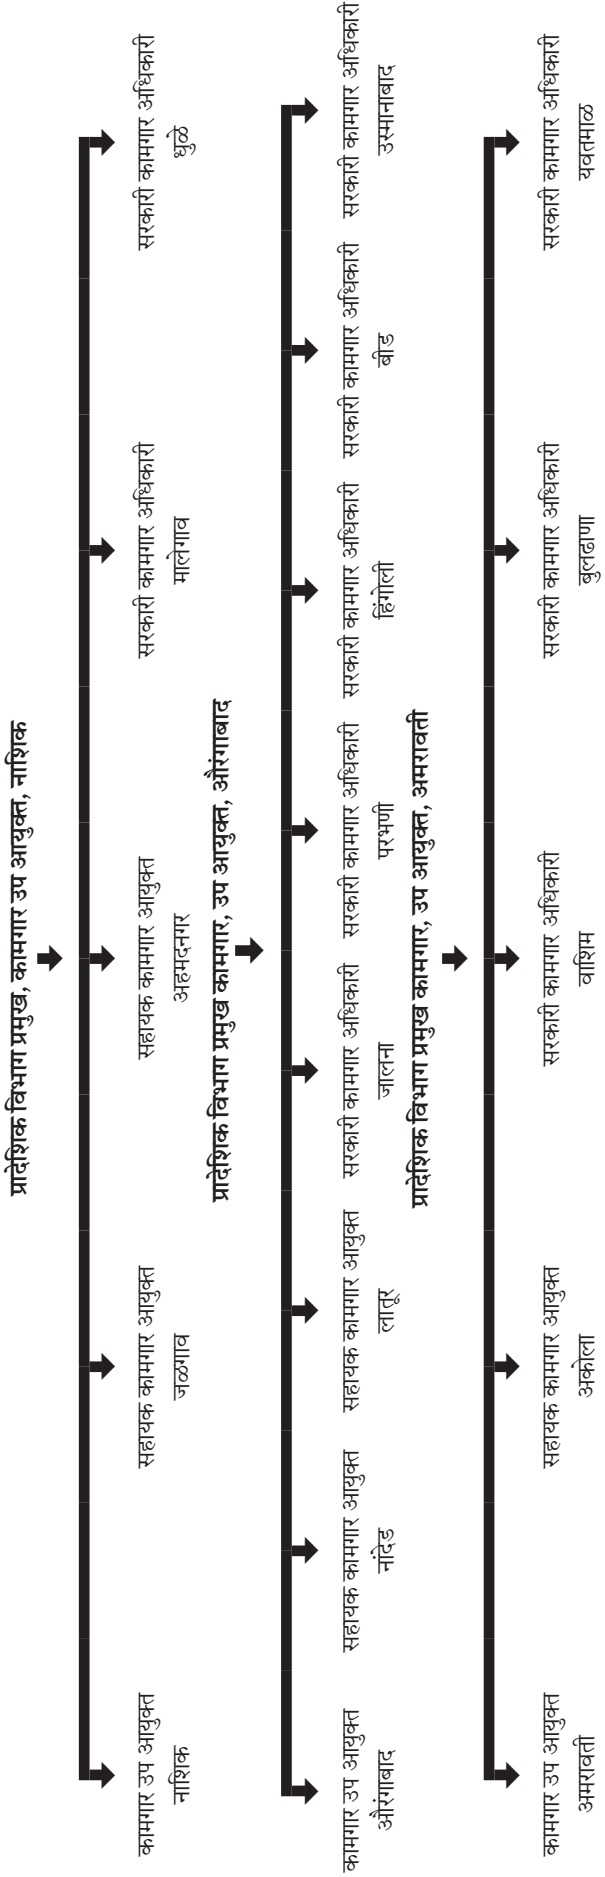 प्रादेशिक विभाग प्रमुख, कामगार उप आयुक्त, नाशिक
कामगार उप आयुक्त
नाशिक
सहायक कामगार आयुक्त
जळगाव
सहायक कामगार आयुक्त
अहमदनगर
सरकारी कामगार अधिकारी
मालेगाव
सरकारी कामगार अधिकारी
धुळे
प्रादेशिक विभाग प्रमुख कामगार, उप आयुक्त, औरंगाबाद
कामगार उप आयुक्त
औरंगाबाद
सहायक कामगार आयुक्त
नांदेड
सहायक कामगार आयुक्त
लातूर
सरकारी कामगार अधिकारी
जालना
सरकारी कामगार अधिकारी
परभणी
सरकारी कामगार अधिकारी
हिंगोली
सरकारी कामगार अधिकारी
बीड
सरकारी कामगार अधिकारी
उस्मानाबाद
प्रादेशिक विभाग प्रमुख कामगार, उप आयुक्त, अमरावती
कामगार उप आयुक्त
अमरावती
सहायक कामगार आयुक्त
अकोला
सरकारी कामगार अधिकारी
वाशिम
सरकारी कामगार अधिकारी
बुलढाणा
सरकारी कामगार अधिकारी
यवतमाळ